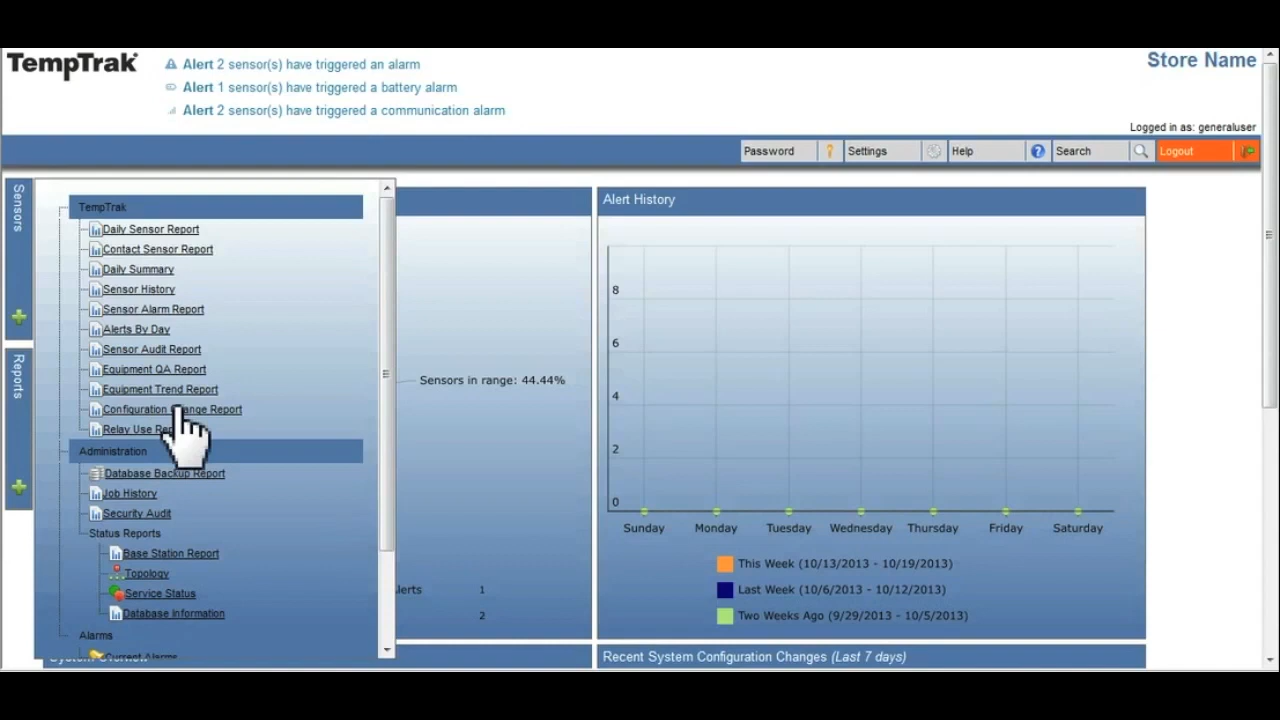 TempTrak
Alert 2 sensor(s) have triggered an alarm
Alert 1 sensor(s) have triggered a battery alarm
Alert 2 sensor(s) have triggered a communication alarm
Store Name
Logged in as: generaluser
Password
Settings
Help
Search
Logout
Sensors
Reports
TempTrak
Daily Sensor Report
Contact Sensor Report
Daily Summary
Sensor History
Sensor Alarm Report
Alerts By Day
Sensor Audit Report
Equipment QA Report
Equipment Trend Report
Configuration Change Report
Relay Use
Administration
Database Backup Report
Job History
Security Audit
Status Reports
Base Station Report
Topology
Service Status
Database Information
Alarms
Current Alarms
Sensors in range: 44.44%
1
2
System Overview
Alert History
8
6
4
2
0
Sunday Monday Tuesday Wednesday Thursday Friday Saturday
This Week (10/13/2013 - 10/19/2013)
Last Week (10/6/2013 - 10/12/2013)
Two Weeks Ago (9/29/2013 - 10/5/2013)
Recent System Configuration Changes (Last 7 days)